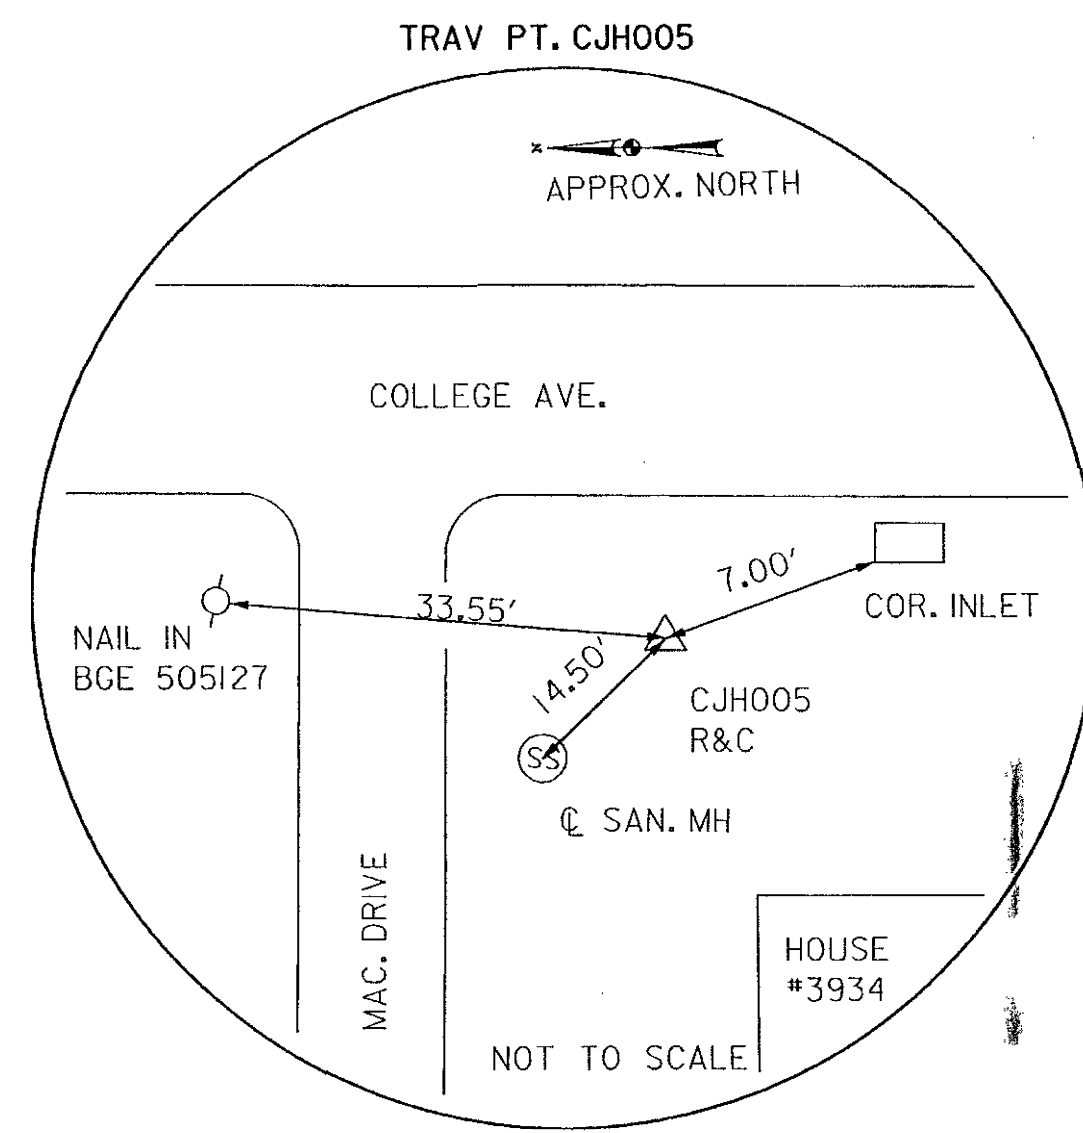 TRAV PT. CJH005
N
APPROX. NORTH
COLLEGE AVE.
7.00'
33.55'
COR. INLET
NAIL IN
BGE 505127
14.50'
CJH005
R&C
SS
℄ SAN. MH
MAC. DRIVE
HOUSE
#3934
NOT TO SCALE